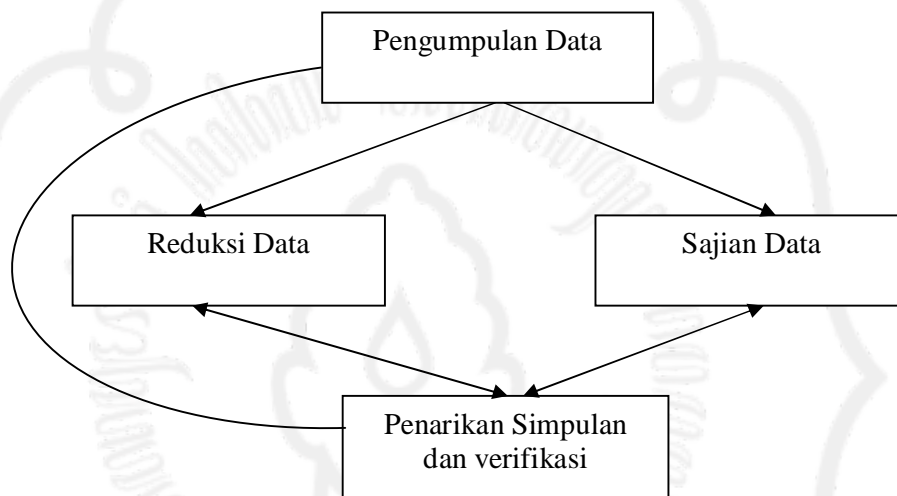 Pengumpulan Data
Reduksi Data
Sajian Data
Penarikan Simpulan
dan verifikasi